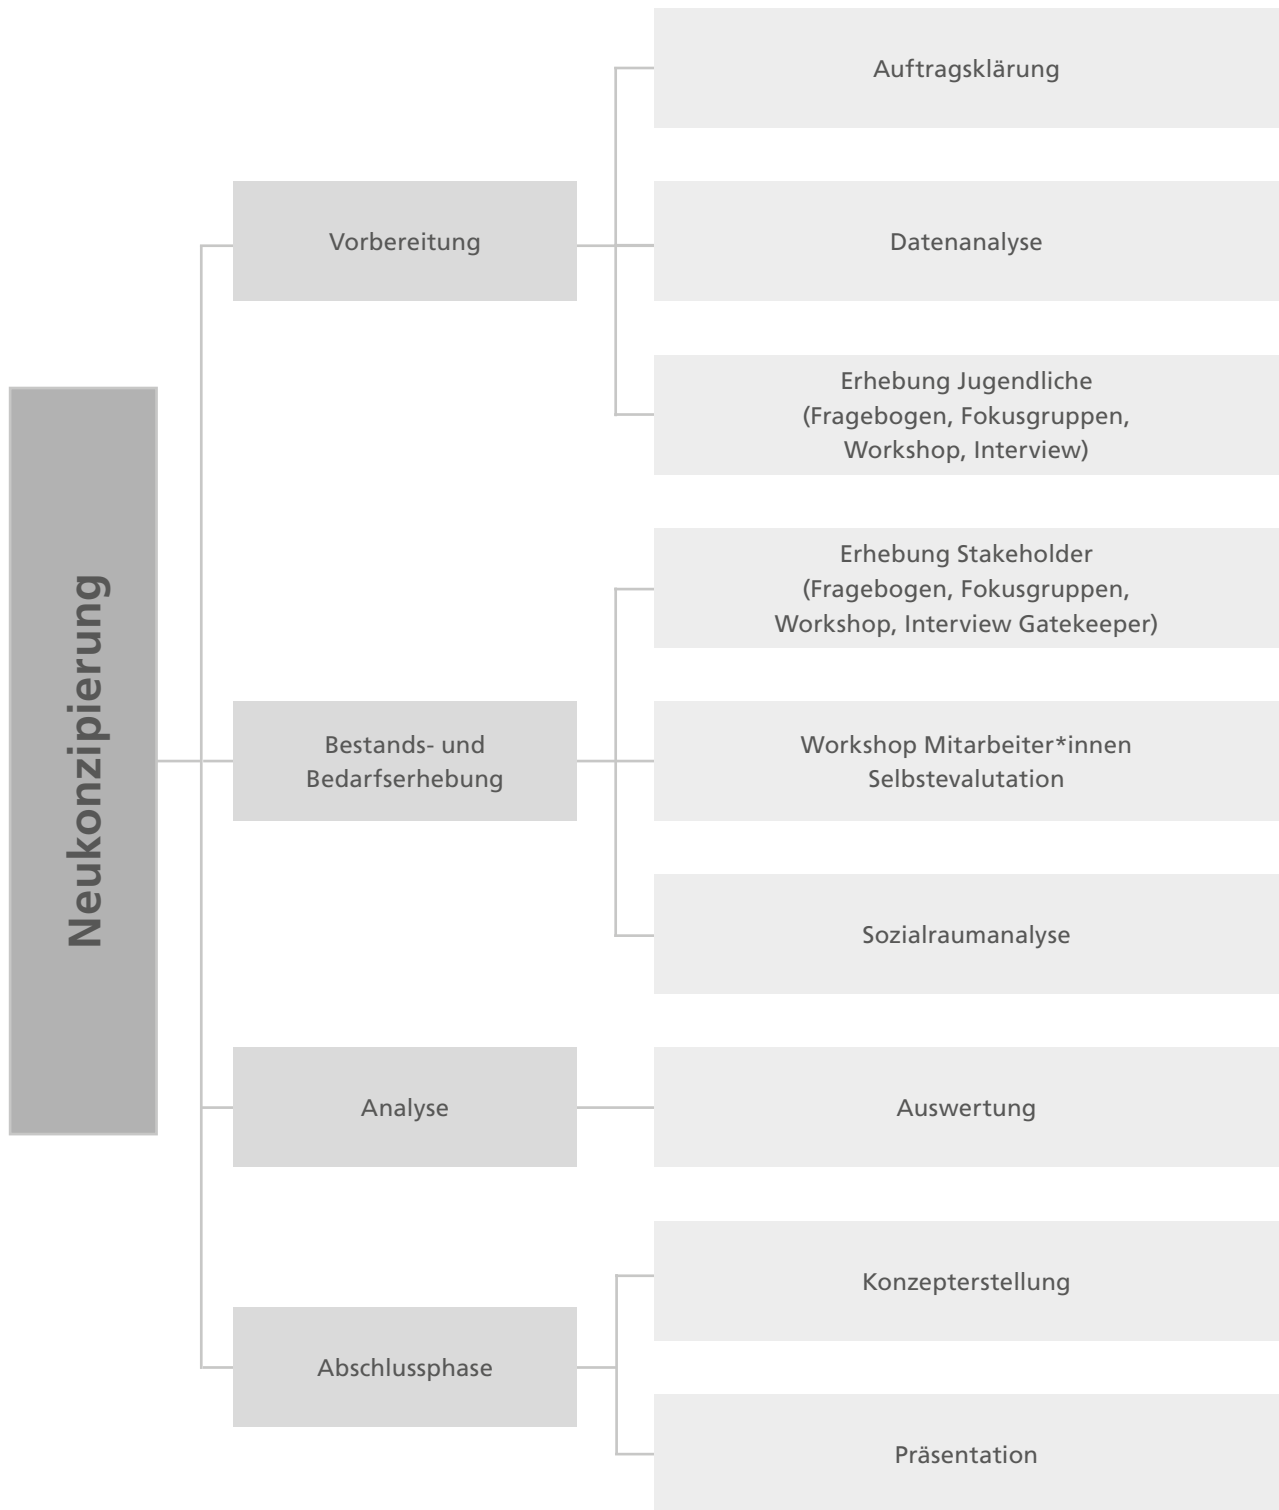 Neukonzipierung
Vorbereitung
Auftragsklärung
Datenanalyse
Erhebung Jugendliche
(Fragebogen, Fokusgruppen,
Workshop, Interview)
Bestands- und
Bedarfserhebung
Erhebung Stakeholder
(Fragebogen, Fokusgruppen,
Workshop, Interview Gatekeeper)
Workshop Mitarbeiter*innen
Selbstevalutation
Sozialraumanalyse
Analyse
Auswertung
Abschlussphase
Konzepterstellung
Präsentation